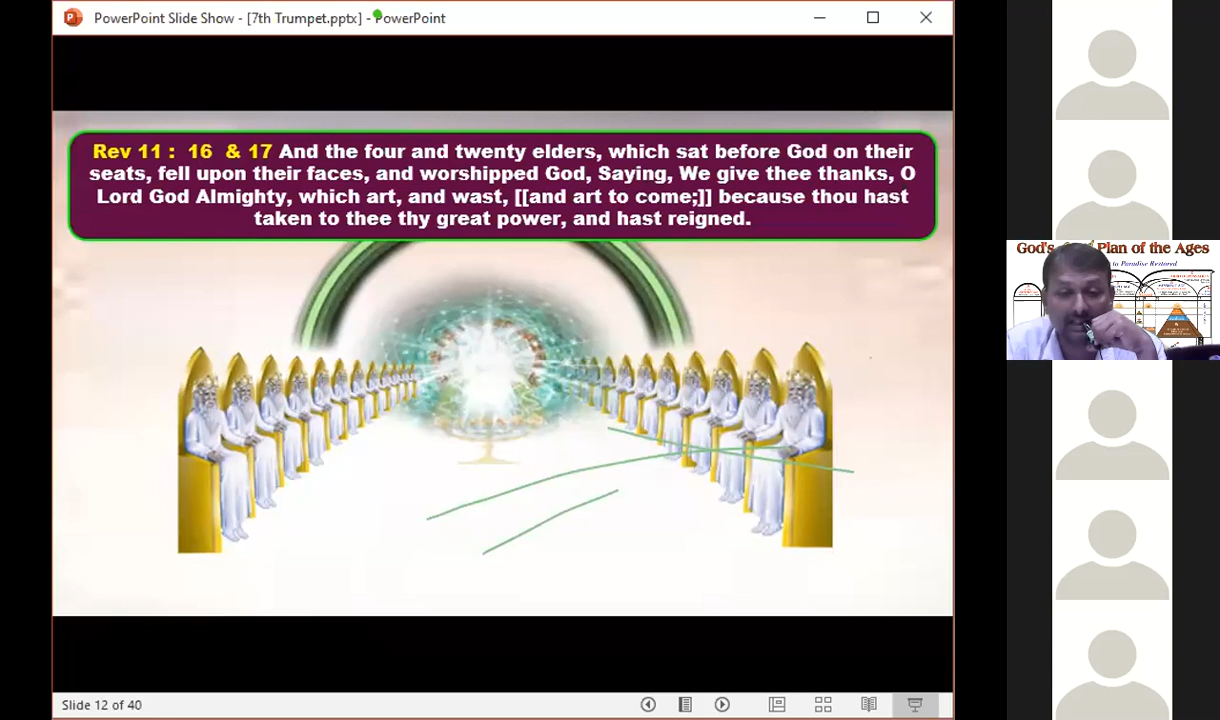 PowerPoint Slide Show - [7th Trumpet.pptx] - PowerPoint
Rev 11 : 16 & 17 And the four and twenty elders, which sat before God on their
seats, fell upon their faces, and worshipped God, Saying, We give thee thanks, O
Lord God Almighty, which art, and wast, [[and art to come;]] because thou hast
taken to thee thy great power, and hast reigned.
God's Plan of the Ages
to Paradise Restored
Slide 12 of 40